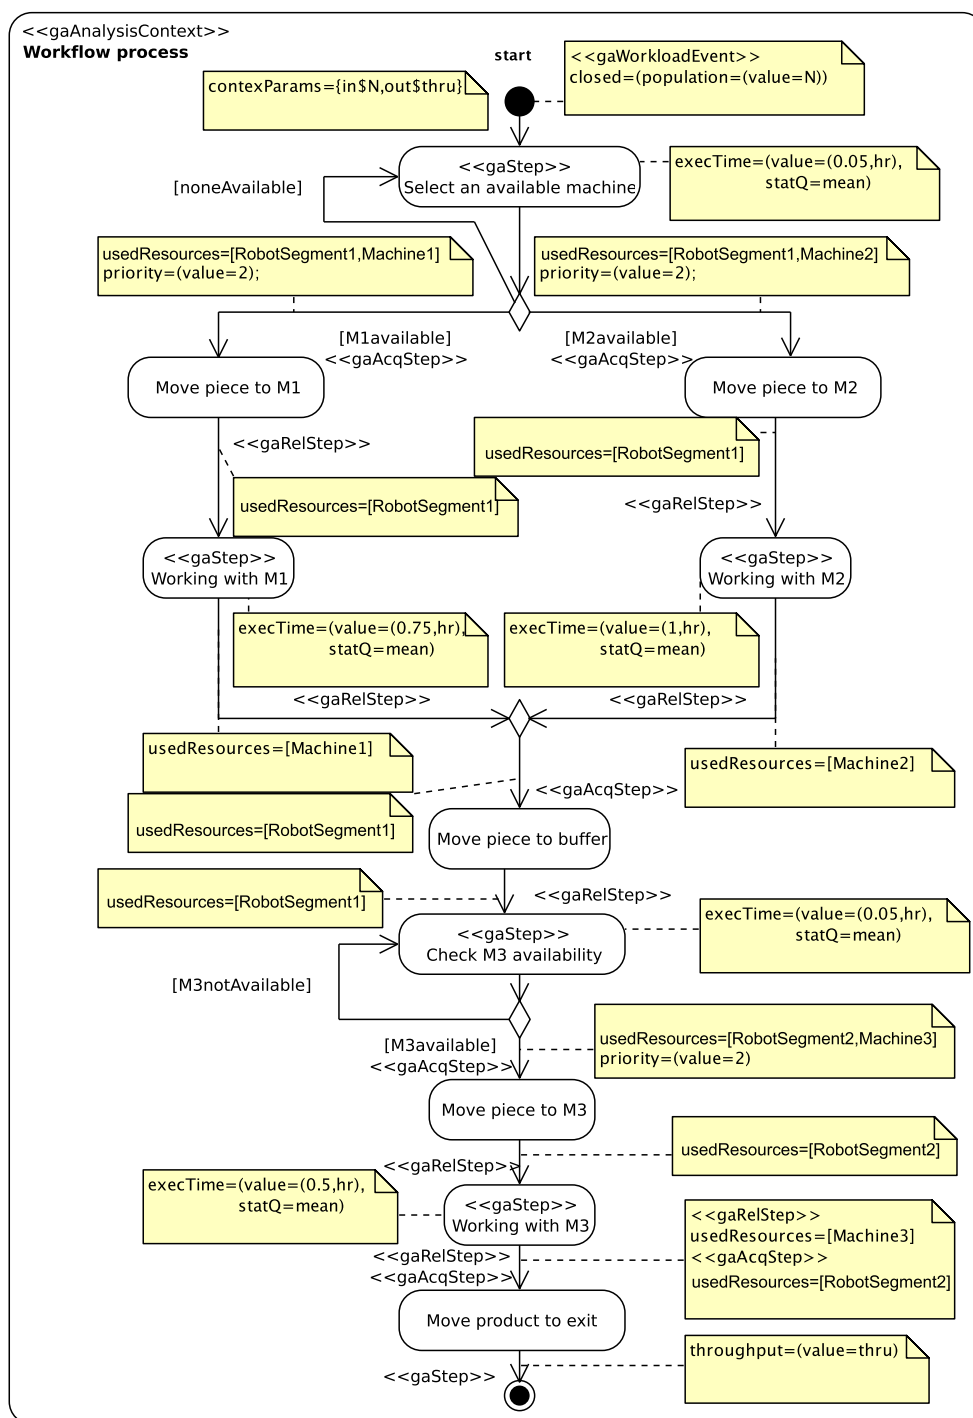 <<gaAnalysisContext>>
Workflow process
start
<<gaWorkloadEvent>>
closed=(population=(value=N))
contexParams={in$N,out$thru}
<<gaStep>>
Select an available machine
execTime=(value=(0.05,hr),
statQ=mean)
[noneAvailable]
usedResources=[RobotSegment1,Machine1]
priority=(value=2);
usedResources=[RobotSegment1,Machine2]
priority=(value=2);
[M1available]
<<gaAcqStep>>
[M2available]
<<gaAcqStep>>
Move piece to M1
Move piece to M2
<<gaRelStep>>
usedResources=[RobotSegment1]
usedResources=[RobotSegment1]
<<gaRelStep>>
<<gaStep>>
Working with M1
<<gaStep>>
Working with M2
execTime=(value=(0.75,hr),
statQ=mean)
execTime=(value=(1,hr),
statQ=mean)
<<gaRelStep>>
<<gaRelStep>>
usedResources=[Machine1]
usedResources=[Machine2]
<<gaAcqStep>>
usedResources=[RobotSegment1]
Move piece to buffer
<<gaRelStep>>
usedResources=[RobotSegment1]
<<gaStep>>
Check M3 availability
execTime=(value=(0.05,hr),
statQ=mean)
[M3notAvailable]
[M3available]
<<gaAcqStep>>
usedResources=[RobotSegment2,Machine3]
priority=(value=2)
Move piece to M3
<<gaRelStep>>
usedResources=[RobotSegment2]
execTime=(value=(0.5,hr),
statQ=mean)
<<gaStep>>
Working with M3
<<gaRelStep>>
<<gaAcqStep>>
<<gaRelStep>>
usedResources=[Machine3]
<<gaAcqStep>>
usedResources=[RobotSegment2]
Move product to exit
throughput=(value=thru)
<<gaStep>>